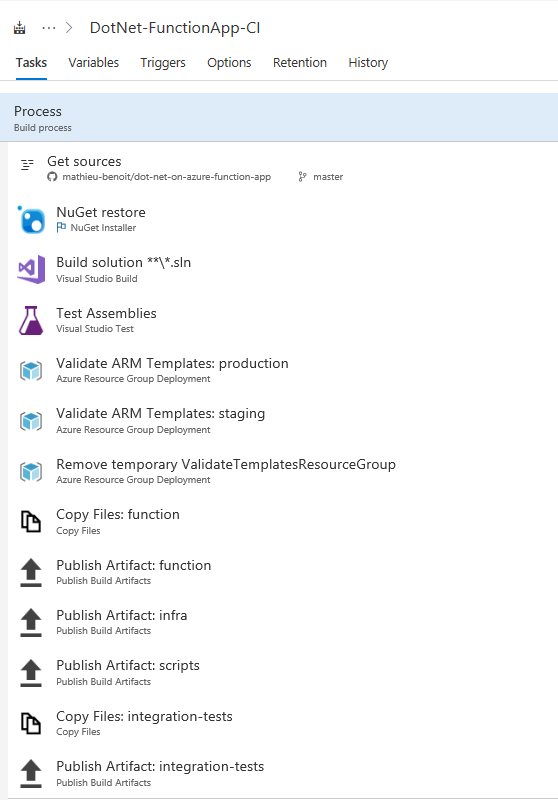 ... > DotNet-FunctionApp-CI
Tasks Variables Triggers Options Retention History
Process
Build process
Get sources
mathieu-benoit/dot-net-on-azure-function-app master
NuGet restore
NuGet Installer
Build solution **\*.sln
Visual Studio Build
Test Assemblies
Visual Studio Test
Validate ARM Templates: production
Azure Resource Group Deployment
Validate ARM Templates: staging
Azure Resource Group Deployment
Remove temporary ValidateTemplatesResourceGroup
Azure Resource Group Deployment
Copy Files: function
Copy Files
Publish Artifact: function
Publish Build Artifacts
Publish Artifact: infra
Publish Build Artifacts
Publish Artifact: scripts
Publish Build Artifacts
Copy Files: integration-tests
Copy Files
Publish Artifact: integration-tests
Publish Build Artifacts